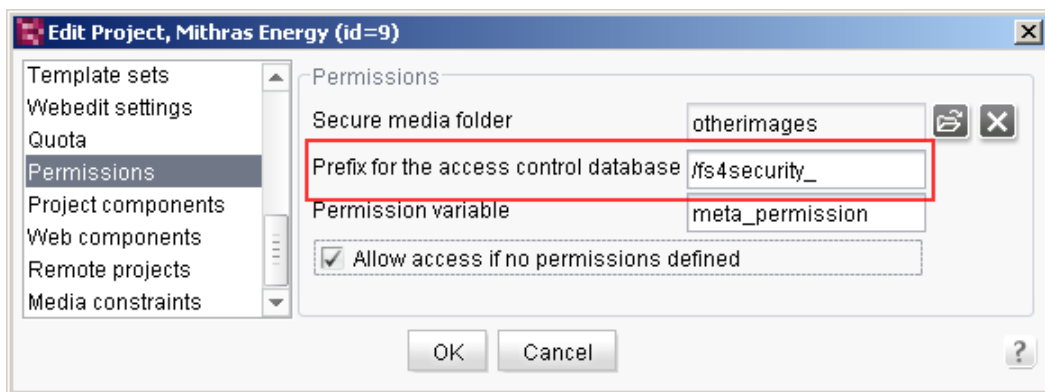 Edit Project, Mithras Energy (id=9)
Template sets
Webedit settings
Quota
Permissions
Project components
Web components
Remote projects
Media constraints
Permissions
Secure media folder otherimages
Prefix for the access control database /fs4security_
Permission variable meta_permission
Allow access if no permissions defined
OK Cancel
?